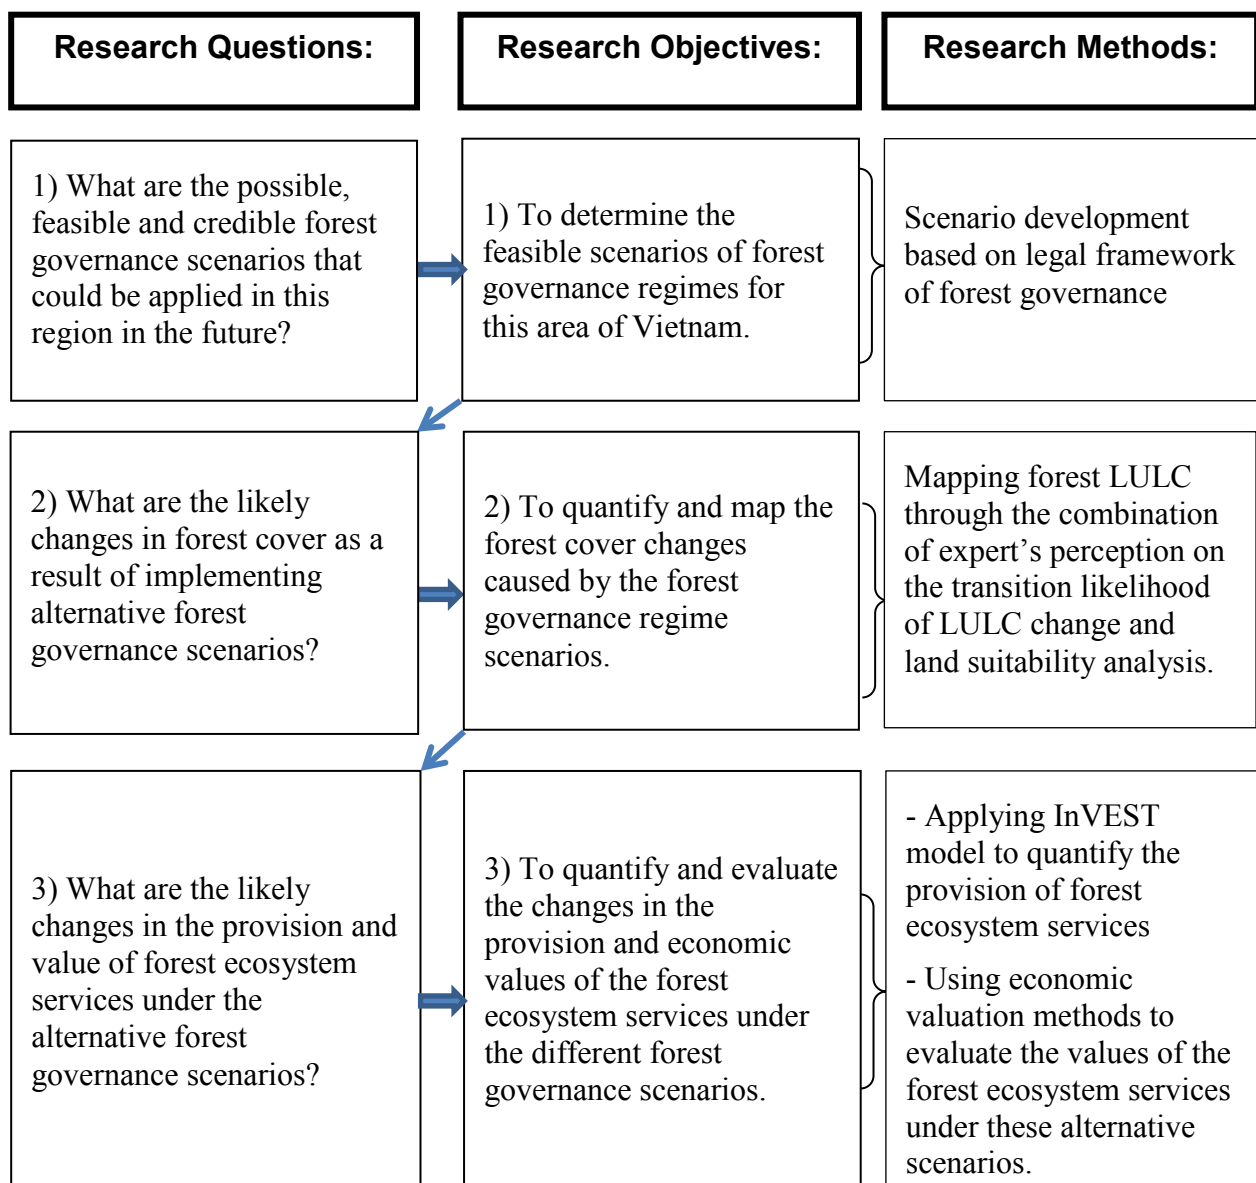 Research Questions:
Research Objectives:
Research Methods:
1) What are the possible,
feasible and credible forest
governance scenarios that
could be applied in this
region in the future?
1) To determine the
feasible scenarios of forest
governance regimes for
this area of Vietnam.
Scenario development
based on legal framework
of forest governance
2) What are the likely
changes in forest cover as a
result of implementing
alternative forest
governance scenarios?
2) To quantify and map the
forest cover changes
caused by the forest
governance regime
scenarios.
Mapping forest LULC
through the combination
of expert’s perception on
the transition likelihood
of LULC change and
land suitability analysis.
3) What are the likely
changes in the provision and
value of forest ecosystem
services under the
alternative forest
governance scenarios?
3) To quantify and evaluate
the changes in the
provision and economic
values of the forest
ecosystem services under
the different forest
governance scenarios.
- Applying InVEST
model to quantify the
provision of forest
ecosystem services
- Using economic
valuation methods to
evaluate the values of the
forest ecosystem services
under these alternative
scenarios.